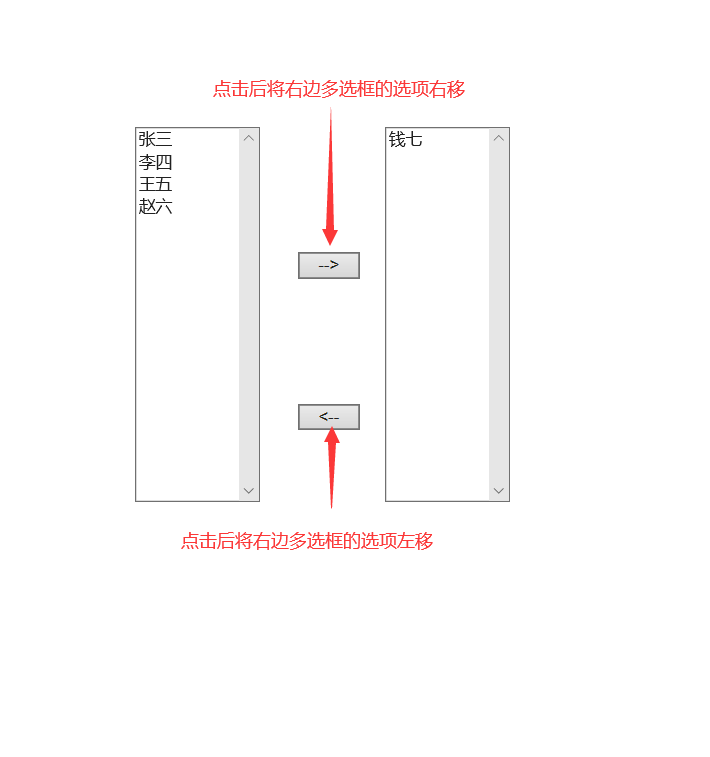 点击后将右边多选框的选项右移
张三
李四
王五
赵六
钱七
-->
<--
点击后将右边多选框的选项左移